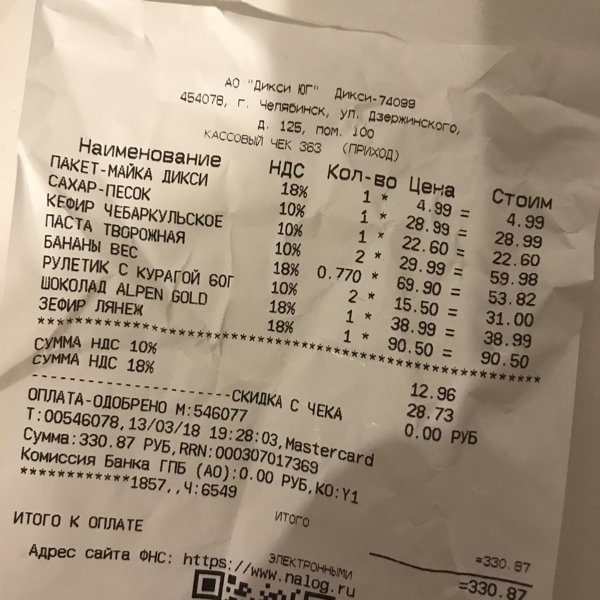 АО "ДИКСИ ЮГ" ДИКСИ-74099
454078, г. Челябинск, ул. Дзержинского,
Д. 125, пом. 100
КАССОВЫЙ ЧЕК 363 (ПРИХОД)
Наименование НДС Кол-во Цена Стоим
ПАКЕТ-МАЙКА ДИКСИ 18% 1 * 4.99 = 4.99
САХАР-ПЕСОК 10% 1 * 28.99 = 28.99
КЕФИР ЧЕБАРКУЛЬСКОЕ 10% 1 * 22.60 = 22.60
ПАСТА ТВОРОЖНАЯ 10% 2 * 29.99 = 59.98
БАНАНЫ ВЕС 18% 0.770 * 69.90 = 53.82
РУЛЕТИК С КУРАГОЙ 60Г 10% 2 * 15.50 = 31.00
ШОКОЛАД ALPEN GOLD 18% 1 * 38.99 = 38.99
ЗЕФИР ЛЯНЕЖ 18% 1 * 90.50 = 90.50
СУММА НДС 10% 12.96
СУММА НДС 18% 28.73
СКИДКА С ЧЕКА 0.00 РУБ
ОПЛАТА-ОДОБРЕНО М:546077
Т:00546078,13/03/18 19:28:03,Mastercard
Сумма:330.87 РУБ,RRN:000307017369
Комиссия Банка ГПБ (АО):0.00 РУБ,КО:Y1
************1857,,Ч:6549
ИТОГО =330.87
ИТОГО К ОПЛАТЕ
ЭЛЕКТРОННЫМИ =330.87
Адрес сайта ФНС: https://www.nalog.ru